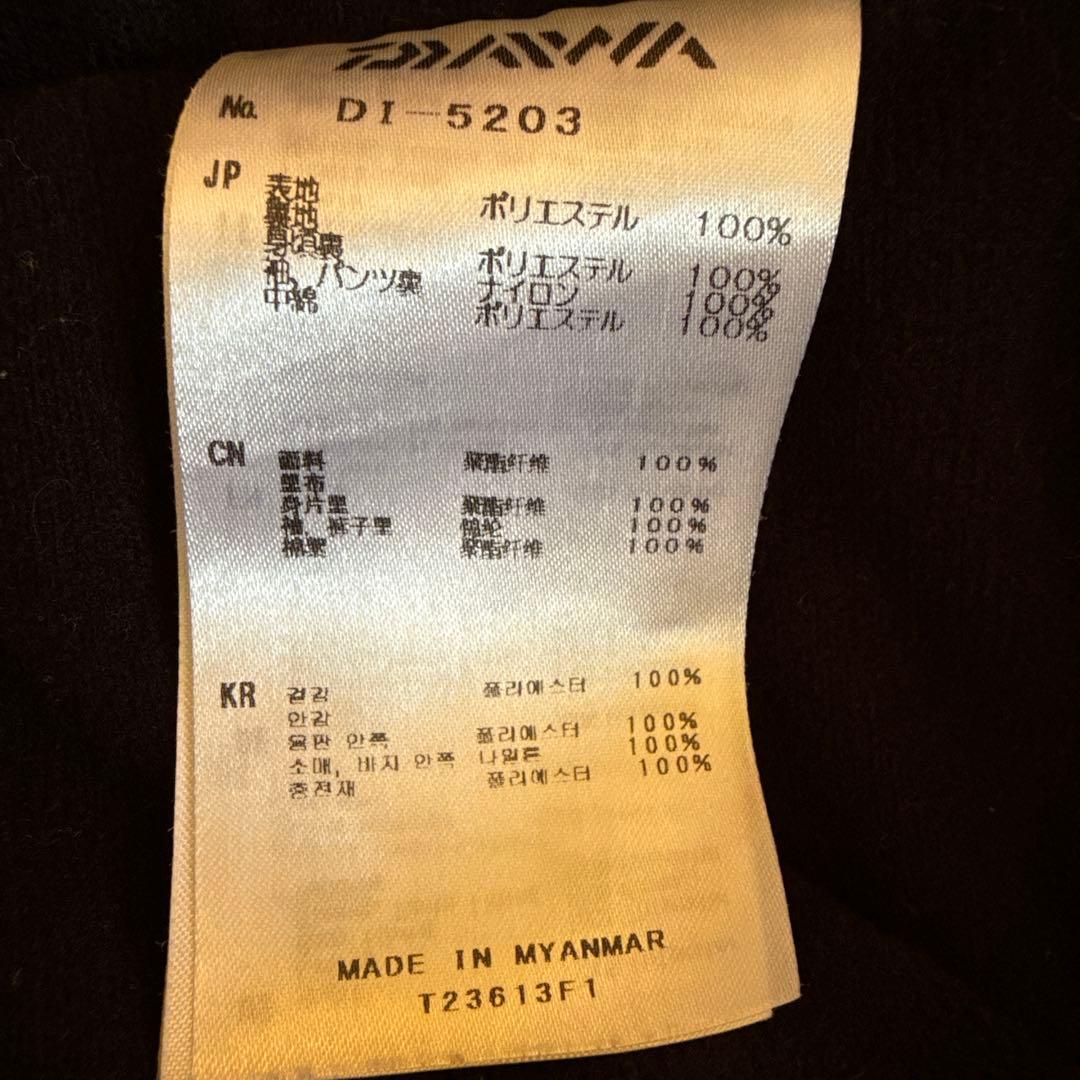 DAIWA
No. DI-5203
JP
表地 ポリエステル 100%
裏地
身頃裏 ポリエステル 100%
袖、パンツ裏 ナイロン 100%
中綿 ポリエステル 100%
CN
面料 聚酯纤维 100%
里布
身片里 聚酯纤维 100%
袖、裤子里 锦纶 100%
棉絮 聚酯纤维 100%
KR
겉감 폴리에스터 100%
안감
몸판 안쪽 폴리에스터 100%
소매, 바지 안쪽 나일론 100%
충전재 폴리에스터 100%
MADE IN MYANMAR
T23613F1